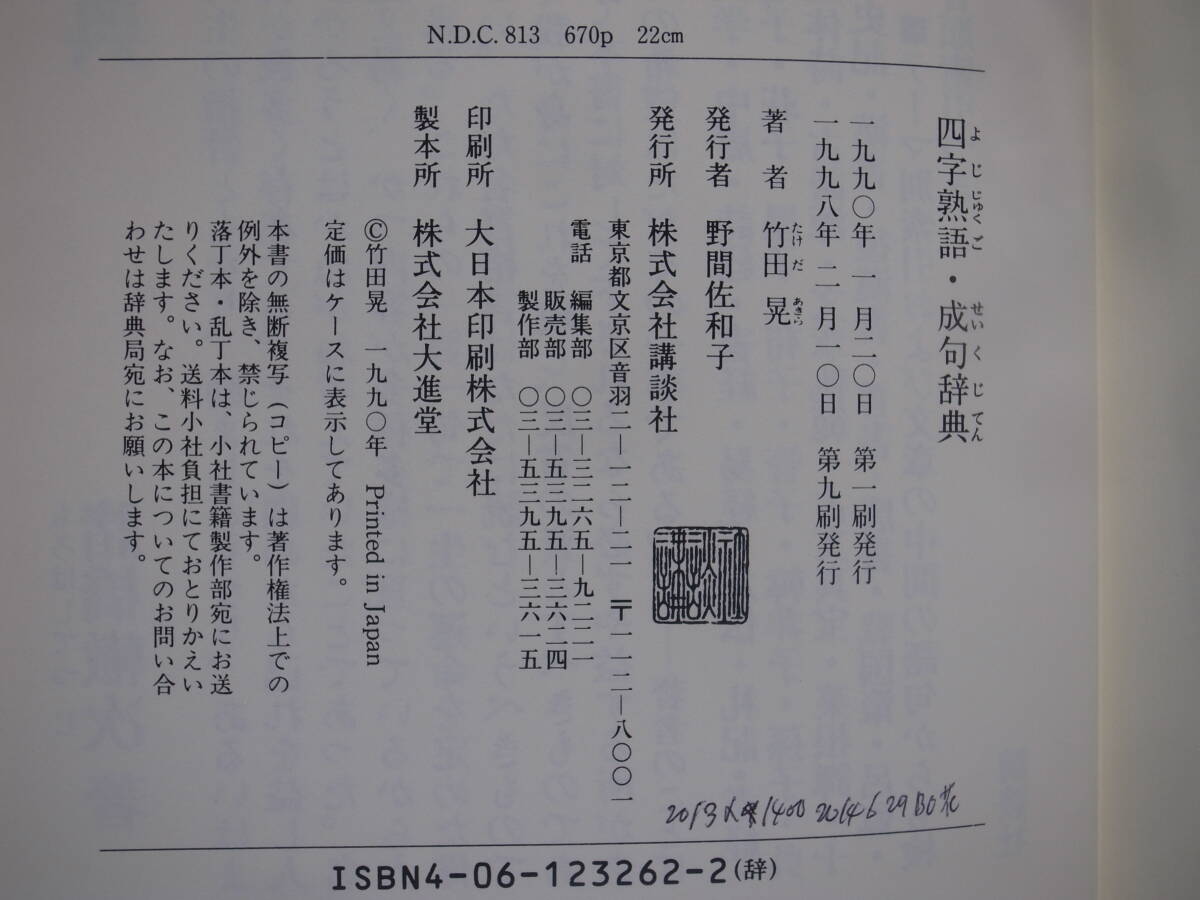 N.D.C. 813 670p 22cm
四字熟語・成句辞典
よじじゅくご せいくじてん
一九九〇年 一月二〇日 第一刷発行
一九九八年 二月一〇日 第九刷発行
著者 竹田晃
たけだ あきら
発行者 野間佐和子
発行所 株式会社講談社
東京都文京区音羽二―一二―二一 〒一一二―八〇〇一
電話 編集部 〇三―三二六五―九二二一
販売部 〇三―五三九五―三六二四
製作部 〇三―五三九五―三六一五
印刷所 大日本印刷株式会社
製本所 株式会社大進堂
©竹田晃 一九九〇年 Printed in Japan
定価はケースに表示してあります。
本書の無断複写(コピー)は著作権法上での
例外を除き、禁じられています。
落丁本・乱丁本は、小社書籍製作部宛にお送
りください。送料小社負担にておとりかえい
たします。なお、この本についてのお問い合
わせは辞典局宛にお願いします。
2014 6 29 BO
ISBN4-06-123262-2(辞)